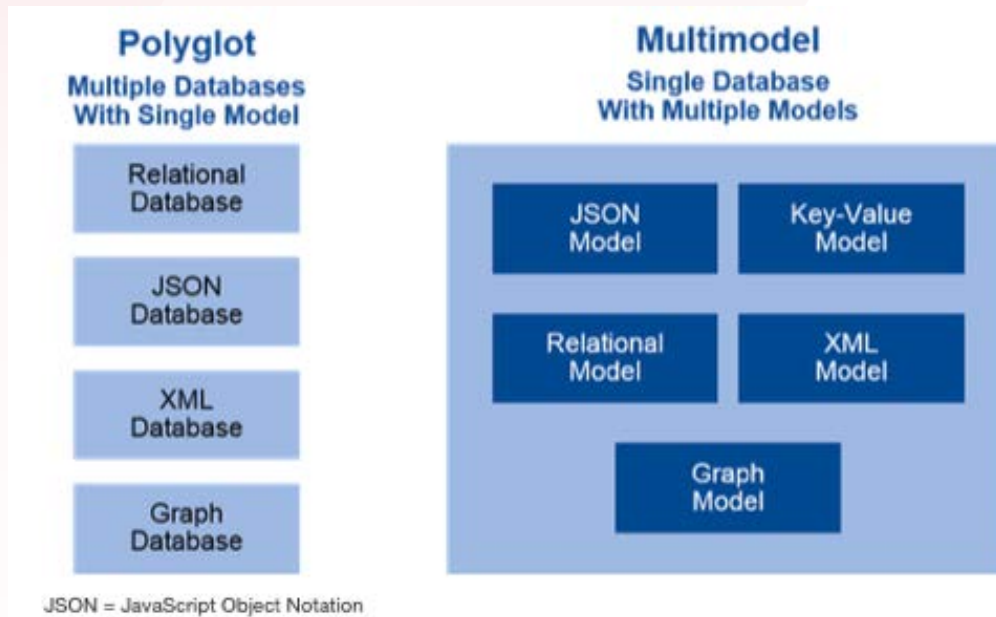 Polyglot
Multiple Databases
With Single Model
Relational
Database
JSON
Database
XML
Database
Graph
Database
Multimodel
Single Database
With Multiple Models
JSON
Model
Key-Value
Model
Relational
Model
XML
Model
Graph
Model
JSON = JavaScript Object Notation